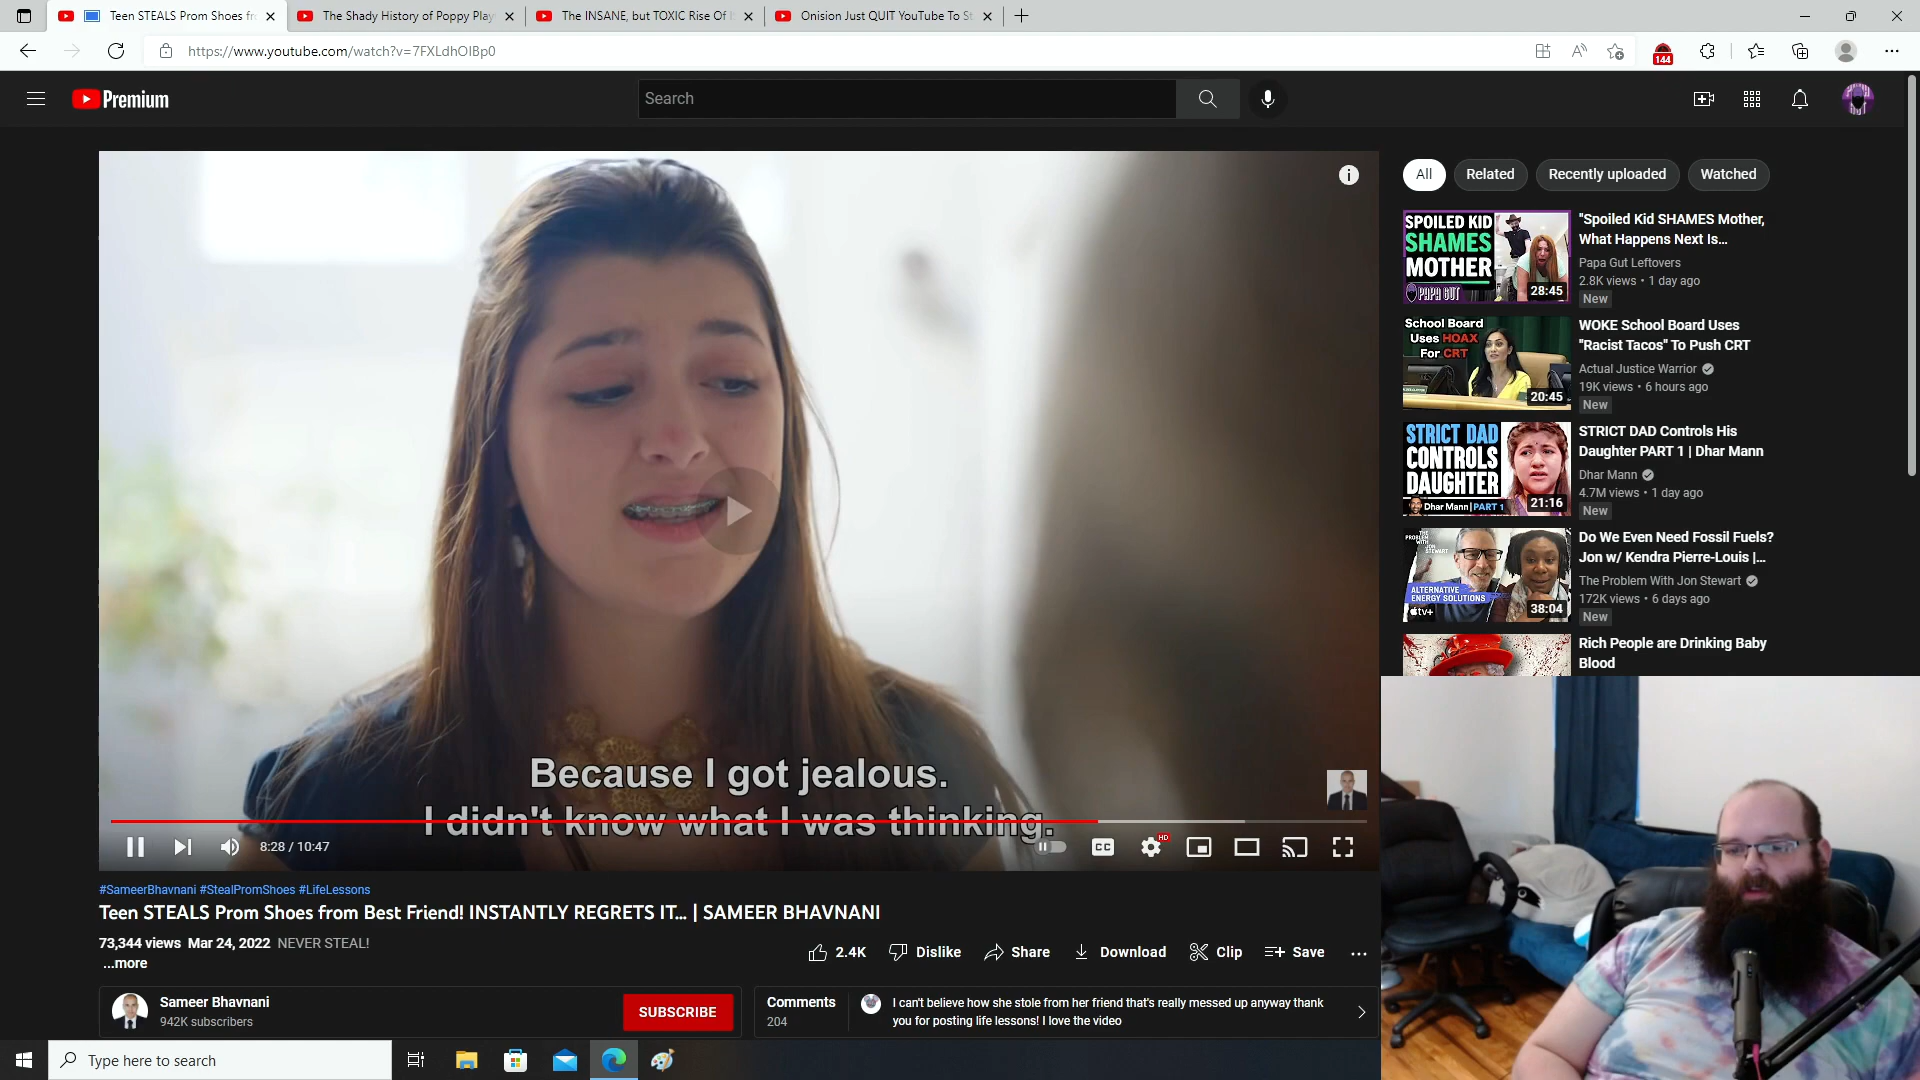 Teen STEALS Prom Shoes fr
The Shady History of Poppy Play
The INSANE, but TOXIC Rise Of
Onision Just QUIT YouTube To St
https://www.youtube.com/watch?v=7FXLdhOIBp0
144
Premium
Search
All
Related
Recently uploaded
Watched
SPOILED KID
SHAMES
MOTHER
PAPA GUT
28:45
"Spoiled Kid SHAMES Mother,
What Happens Next Is...
Papa Gut Leftovers
2.8K views • 1 day ago
New
School Board
Uses HOAX
For CRT
20:45
WOKE School Board Uses
"Racist Tacos" To Push CRT
Actual Justice Warrior
19K views • 6 hours ago
New
STRICT DAD
CONTROLS
DAUGHTER
Dhar Mann | PART 1
21:16
STRICT DAD Controls His
Daughter PART 1 | Dhar Mann
Dhar Mann
4.7M views • 1 day ago
New
THE
PROBLEM
WITH
JON
STEWART
ALTERNATIVE
ENERGY SOLUTIONS
tv+
38:04
Do We Even Need Fossil Fuels?
Jon w/ Kendra Pierre-Louis |...
The Problem With Jon Stewart
172K views • 6 days ago
New
Rich People are Drinking Baby
Blood
Because I got jealous.
I didn't know what I was thinking.
8:28 / 10:47
CC
HD
#SameerBhavnani #StealPromShoes #LifeLessons
Teen STEALS Prom Shoes from Best Friend! INSTANTLY REGRETS IT... | SAMEER BHAVNANI
73,344 views Mar 24, 2022 NEVER STEAL!
...more
2.4K
Dislike
Share
Download
Clip
Save
Sameer Bhavnani
942K subscribers
SUBSCRIBE
Comments
204
I can't believe how she stole from her friend that's really messed up anyway thank
you for posting life lessons! I love the video
Type here to search